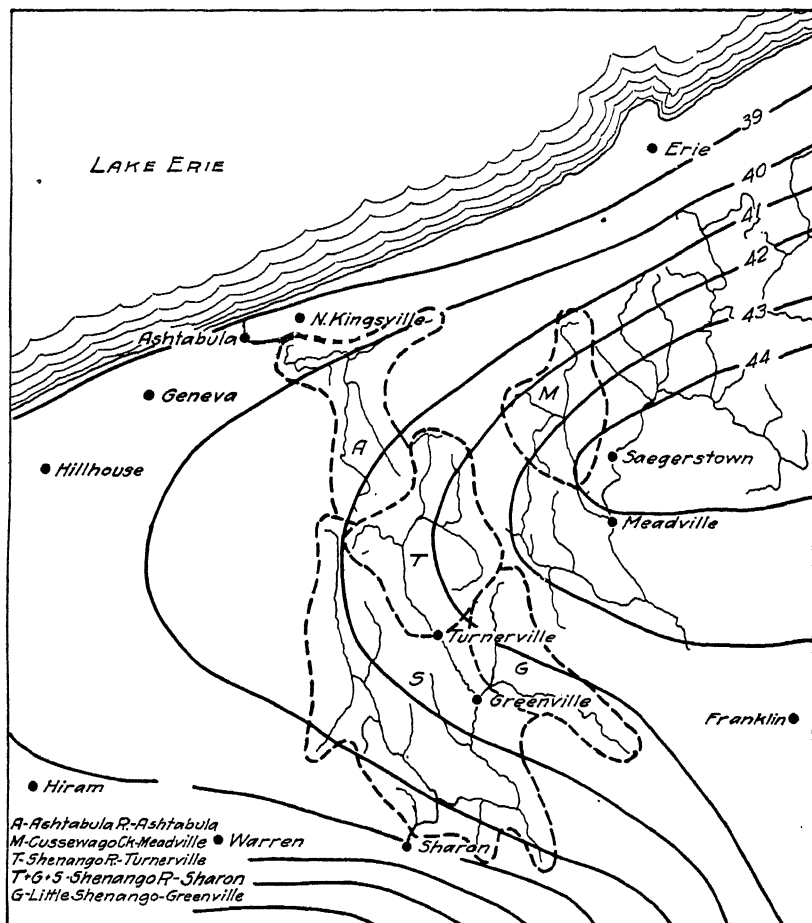 39
Erie
LAKE ERIE
40
41
42
N. Kingsville
43
Ashtabula
44
Geneva
M
A
Saegerstown
Hillhouse
Meadville
T
Turnerville
G
S
Greenville
Franklin
Hiram
A-Ashtabula R.-Ashtabula
M-Cussewago Ck-Meadville
Warren
Sharon
T-Shenango R-Turnerville
T+G+S-Shenango R-Sharon
G-Little Shenango-Greenville